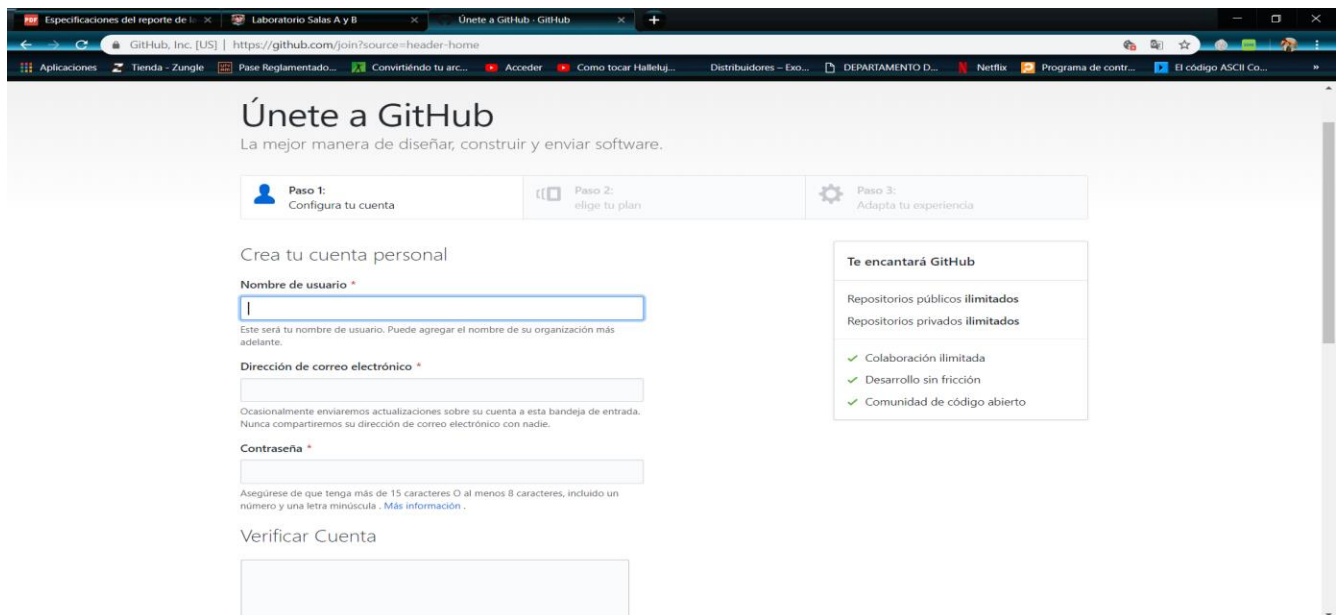 Especificaciones del reporte de l
Laboratorio Salas A y B
Únete a GitHub · GitHub
GitHub, Inc. [US] | https://github.com/join?source=header-home
Aplicaciones
Tienda - Zungle
Pase Reglamentado...
Convirtiéndo tu arc...
Acceder
Como tocar Halleluj...
Distribuidores – Exo...
DEPARTAMENTO D...
Netflix
Programa de contr...
El código ASCII Co...
»
Únete a GitHub
La mejor manera de diseñar, construir y enviar software.
Paso 1:
Configura tu cuenta
Paso 2:
elige tu plan
Paso 3:
Adapta tu experiencia
Crea tu cuenta personal
Nombre de usuario *
Este será tu nombre de usuario. Puede agregar el nombre de su organización más
adelante.
Dirección de correo electrónico *
Ocasionalmente enviaremos actualizaciones sobre su cuenta a esta bandeja de entrada.
Nunca compartiremos su dirección de correo electrónico con nadie.
Contraseña *
Asegúrese de que tenga más de 15 caracteres O al menos 8 caracteres, incluido un
número y una letra minúscula . Más información .
Verificar Cuenta
Te encantará GitHub
Repositorios públicos ilimitados
Repositorios privados ilimitados
Colaboración ilimitada
Desarrollo sin fricción
Comunidad de código abierto